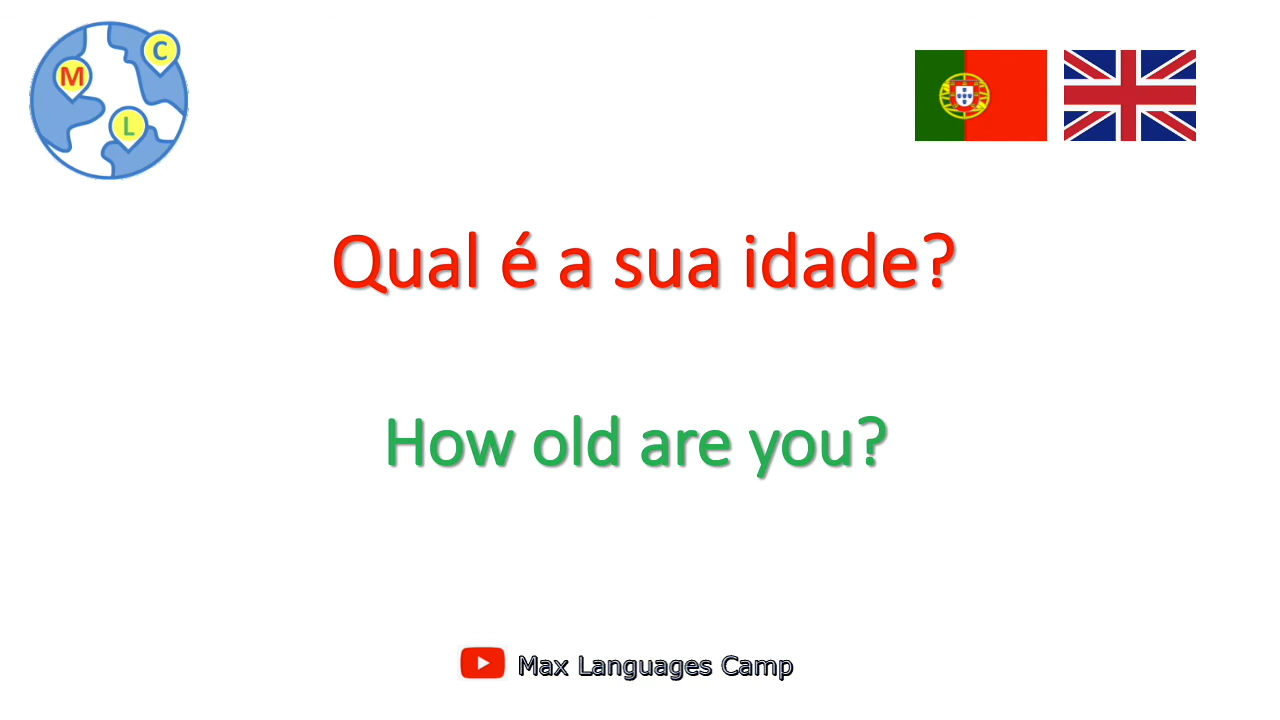 M
C
L
Qual é a sua idade?
How old are you?
Max Languages Camp